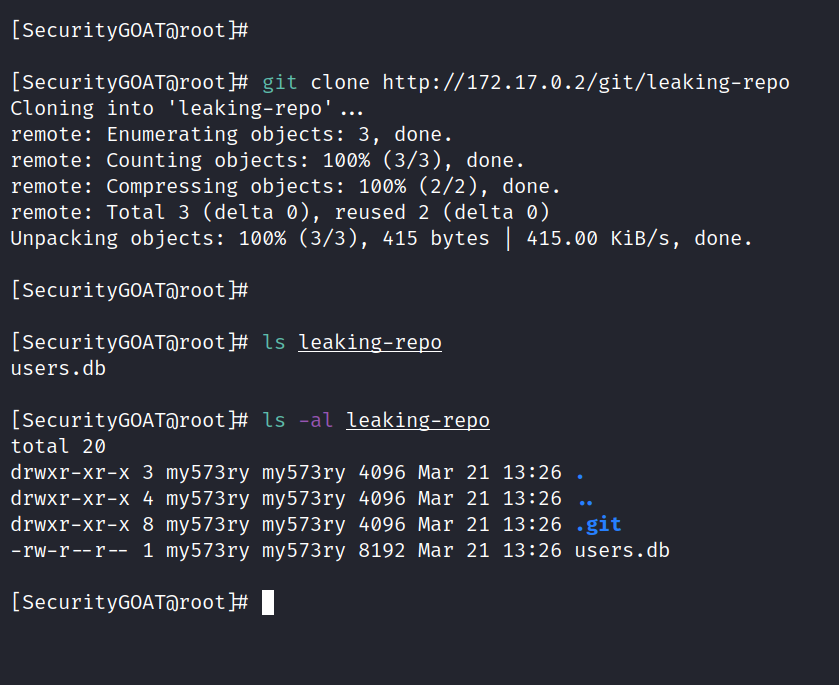 [SecurityGOAT@root]#
[SecurityGOAT@root]# git clone http://172.17.0.2/git/leaking-repo
Cloning into 'leaking-repo'...
remote: Enumerating objects: 3, done.
remote: Counting objects: 100% (3/3), done.
remote: Compressing objects: 100% (2/2), done.
remote: Total 3 (delta 0), reused 2 (delta 0)
Unpacking objects: 100% (3/3), 415 bytes | 415.00 KiB/s, done.
[SecurityGOAT@root]#
[SecurityGOAT@root]# ls leaking-repo
users.db
[SecurityGOAT@root]# ls -al leaking-repo
total 20
drwxr-xr-x 3 my573ry my573ry 4096 Mar 21 13:26 .
drwxr-xr-x 4 my573ry my573ry 4096 Mar 21 13:26 ..
drwxr-xr-x 8 my573ry my573ry 4096 Mar 21 13:26 .git
-rw-r--r-- 1 my573ry my573ry 8192 Mar 21 13:26 users.db
[SecurityGOAT@root]#